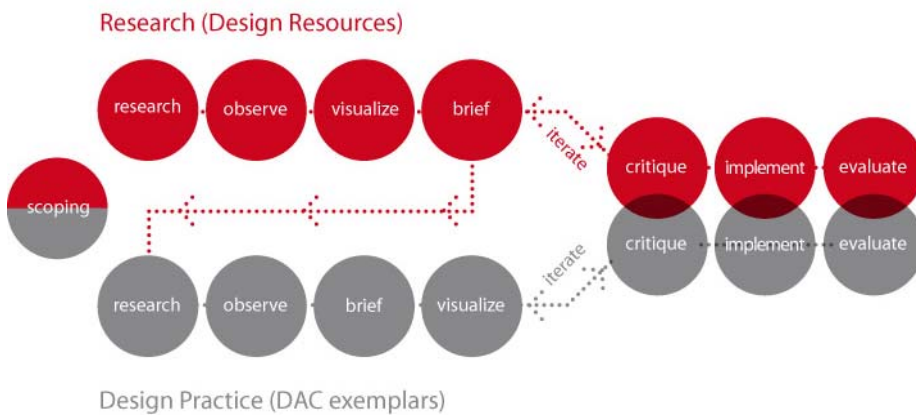 Research (Design Resources)
research observe visualize brief
iterate
critique implement evaluate
scoping
critique implement evaluate
iterate
research observe brief visualize
Design Practice (DAC exemplars)